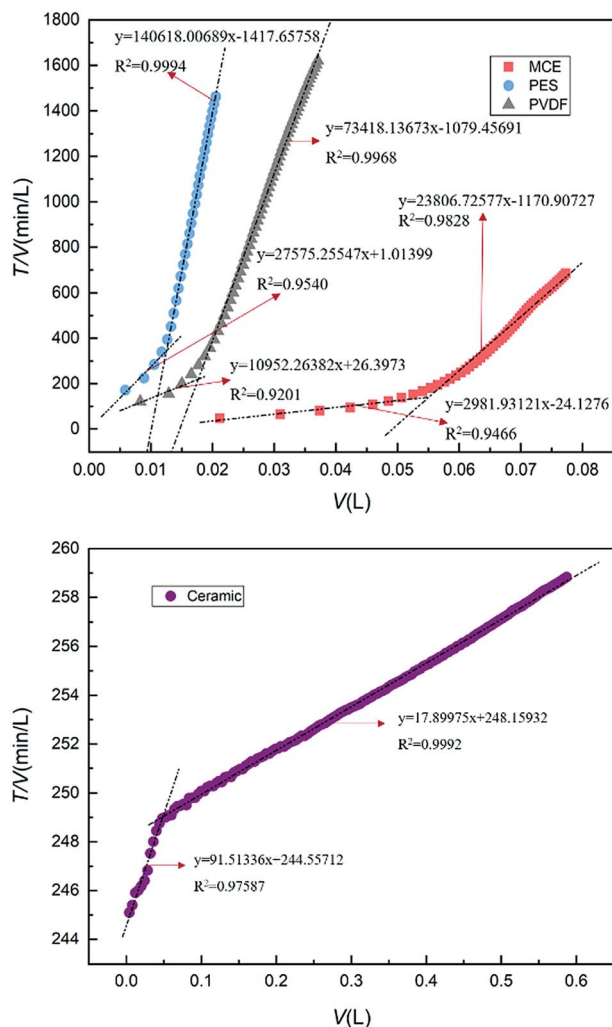 y=140618.00689x-1417.65758
R²=0.9994
MCE
PES
PVDF
y=73418.13673x-1079.45691
R²=0.9968
y=23806.72577x-1170.90727
R²=0.9828
y=27575.25547x+1.01399
R²=0.9540
y=10952.26382x+26.3973
R²=0.9201
y=2981.93121x-24.1276
R²=0.9466
1800
1600
1400
1200
1000
800
600
400
200
0
T/V(min/L)
0.00 0.01 0.02 0.03 0.04 0.05 0.06 0.07 0.08
V(L)
260
258
256
254
252
250
248
246
244
T/V(min/L)
Ceramic
y=17.89975x+248.15932
R²=0.9992
y=91.51336x−244.55712
R²=0.97587
0.0 0.1 0.2 0.3 0.4 0.5 0.6
V(L)